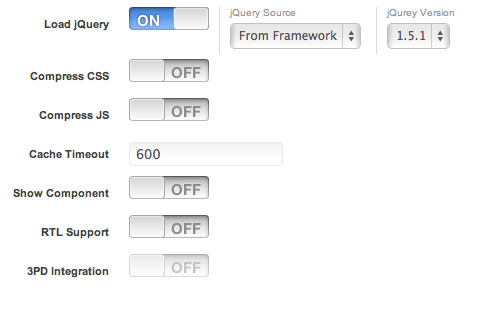 jQuery Source
jQurey Version
Load jQuery
ON
From Framework
1.5.1
Compress CSS
OFF
Compress JS
OFF
Cache Timeout
600
Show Component
OFF
RTL Support
OFF
3PD Integration
OFF